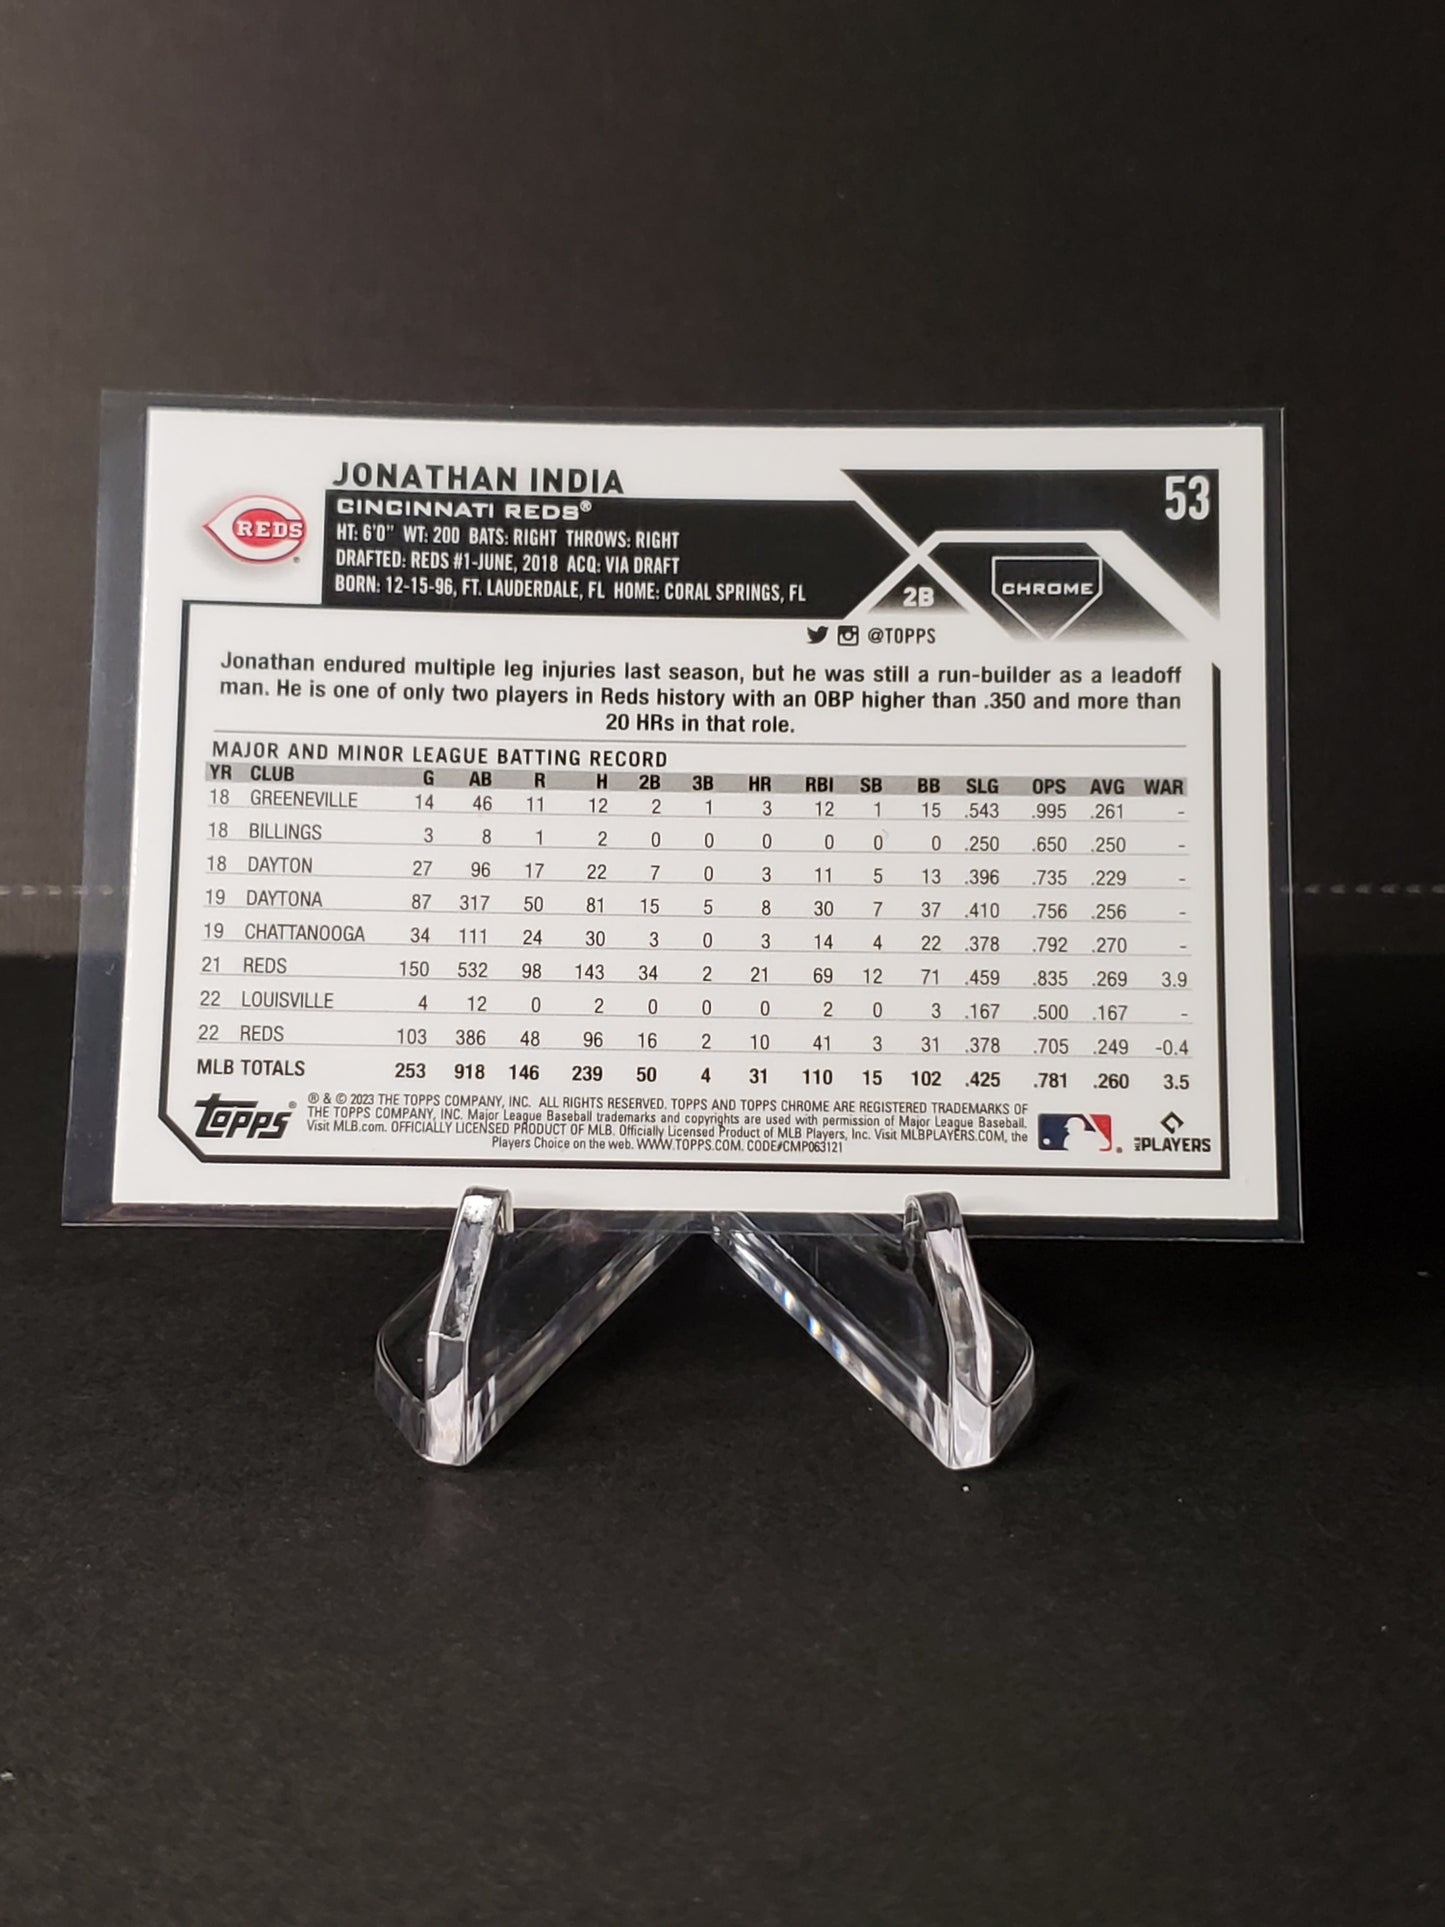 JONATHAN INDIA
53
REDS
CINCINNATI REDS®
HT: 6'0" WT: 200 BATS: RIGHT THROWS: RIGHT
DRAFTED: REDS #1-JUNE, 2018 ACQ: VIA DRAFT
BORN: 12-15-96, FT. LAUDERDALE, FL HOME: CORAL SPRINGS, FL
2B
CHROME
@TOPPS
Jonathan endured multiple leg injuries last season, but he was still a run-builder as a leadoff
man. He is one of only two players in Reds history with an OBP higher than .350 and more than
20 HRs in that role.
MAJOR AND MINOR LEAGUE BATTING RECORD
YR CLUB G AB R H 2B 3B HR RBI SB BB SLG OPS AVG WAR
18 GREENEVILLE 14 46 11 12 2 1 3 12 1 15 .543 .995 .261 -
18 BILLINGS 3 8 1 2 0 0 0 0 0 0 .250 .650 .250 -
18 DAYTON 27 96 17 22 7 0 3 11 5 13 .396 .735 .229 -
19 DAYTONA 87 317 50 81 15 5 8 30 7 37 .410 .756 .256 -
19 CHATTANOOGA 34 111 24 30 3 0 3 14 4 22 .378 .792 .270 -
21 REDS 150 532 98 143 34 2 21 69 12 71 .459 .835 .269 3.9
22 LOUISVILLE 4 12 0 2 0 0 0 2 0 3 .167 .500 .167 -
22 REDS 103 386 48 96 16 2 10 41 3 31 .378 .705 .249 -0.4
MLB TOTALS 253 918 146 239 50 4 31 110 15 102 .425 .781 .260 3.5
topps®
® & © 2023 THE TOPPS COMPANY, INC. ALL RIGHTS RESERVED. TOPPS AND TOPPS CHROME ARE REGISTERED TRADEMARKS OF
THE TOPPS COMPANY, INC. Major League Baseball trademarks and copyrights are used with permission of Major League Baseball.
Visit MLB.com. OFFICIALLY LICENSED PRODUCT OF MLB. Officially Licensed Product of MLB Players, Inc. Visit MLBPLAYERS.COM, the
Players Choice on the web. WWW.TOPPS.COM. CODE#CMP063121
MLB PLAYERS